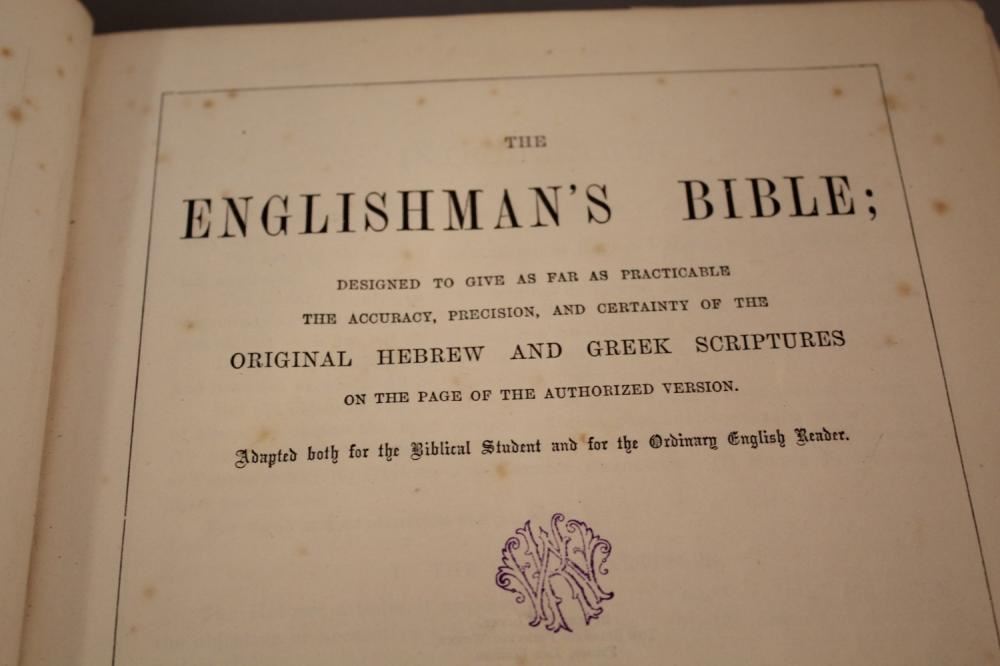 THE
ENGLISHMAN'S BIBLE;
DESIGNED TO GIVE AS FAR AS PRACTICABLE
THE ACCURACY, PRECISION, AND CERTAINTY OF THE
ORIGINAL HEBREW AND GREEK SCRIPTURES
ON THE PAGE OF THE AUTHORIZED VERSION.
Adapted both for the Biblical Student and for the Ordinary English Reader.